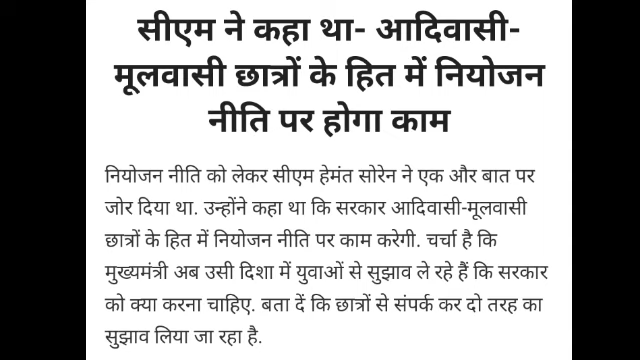 सीएम ने कहा था- आदिवासी-
मूलवासी छात्रों के हित में नियोजन
नीति पर होगा काम
नियोजन नीति को लेकर सीएम हेमंत सोरेन ने एक और बात पर
जोर दिया था. उन्होंने कहा था कि सरकार आदिवासी-मूलवासी
छात्रों के हित में नियोजन नीति पर काम करेगी. चर्चा है कि
मुख्यमंत्री अब उसी दिशा में युवाओं से सुझाव ले रहे हैं कि सरकार
को क्या करना चाहिए. बता दें कि छात्रों से संपर्क कर दो तरह का
सुझाव लिया जा रहा है.